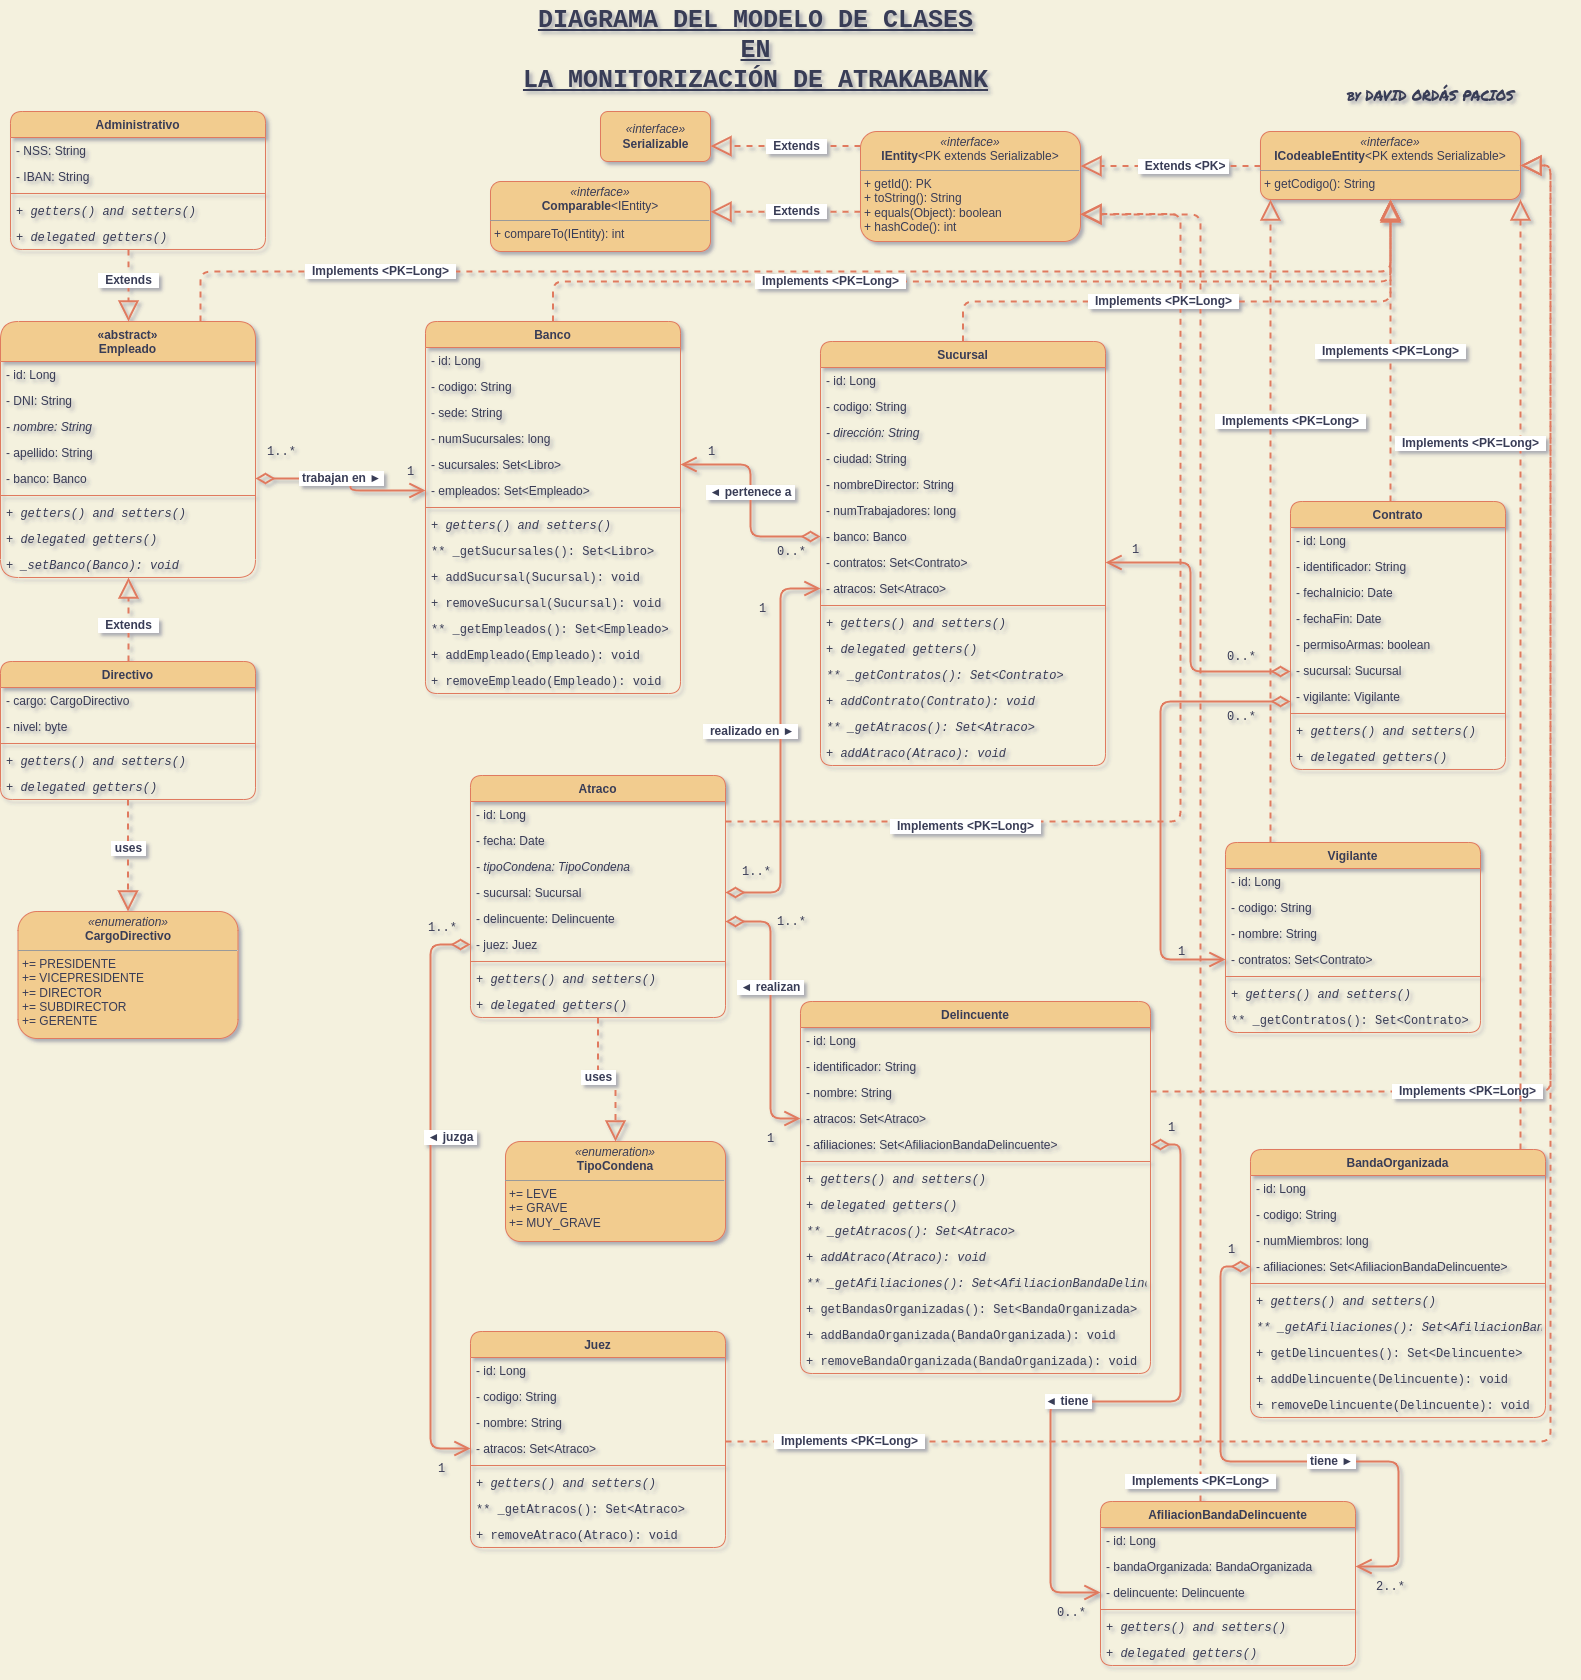 DIAGRAMA DEL MODELO DE CLASES
EN
LA MONITORIZACIÓN DE ATRAKABANK
BY DAVID ORDÁS PACIOS
Administrativo
- NSS: String
- IBAN: String
+ getters() and setters()
+ delegated getters()
«interface»
Serializable
Extends
«interface»
Comparable<IEntity>
+ compareTo(IEntity): int
Extends
«interface»
IEntity<PK extends Serializable>
+ getId(): PK
+ toString(): String
+ equals(Object): boolean
+ hashCode(): int
Extends <PK>
«interface»
ICodeableEntity<PK extends Serializable>
+ getCodigo(): String
Extends
Implements <PK=Long>
Implements <PK=Long>
Implements <PK=Long>
Implements <PK=Long>
Implements <PK=Long>
Implements <PK=Long>
«abstract»
Empleado
- id: Long
- DNI: String
- nombre: String
- apellido: String
- banco: Banco
+ getters() and setters()
+ delegated getters()
+ _setBanco(Banco): void
1..*
trabajan en ►
1
Banco
- id: Long
- codigo: String
- sede: String
- numSucursales: long
- sucursales: Set<Libro>
- empleados: Set<Empleado>
+ getters() and setters()
** _getSucursales(): Set<Libro>
+ addSucursal(Sucursal): void
+ removeSucursal(Sucursal): void
** _getEmpleados(): Set<Empleado>
+ addEmpleado(Empleado): void
+ removeEmpleado(Empleado): void
1
◄ pertenece a
0..*
Sucursal
- id: Long
- codigo: String
- dirección: String
- ciudad: String
- nombreDirector: String
- numTrabajadores: long
- banco: Banco
- contratos: Set<Contrato>
- atracos: Set<Atraco>
+ getters() and setters()
+ delegated getters()
** _getContratos(): Set<Contrato>
+ addContrato(Contrato): void
** _getAtracos(): Set<Atraco>
+ addAtraco(Atraco): void
1
0..*
0..*
1
Contrato
- id: Long
- identificador: String
- fechaInicio: Date
- fechaFin: Date
- permisoArmas: boolean
- sucursal: Sucursal
- vigilante: Vigilante
+ getters() and setters()
+ delegated getters()
Extends
Directivo
- cargo: CargoDirectivo
- nivel: byte
+ getters() and setters()
+ delegated getters()
uses
«enumeration»
CargoDirectivo
+= PRESIDENTE
+= VICEPRESIDENTE
+= DIRECTOR
+= SUBDIRECTOR
+= GERENTE
1
realizado en ►
1..*
Atraco
- id: Long
- fecha: Date
- tipoCondena: TipoCondena
- sucursal: Sucursal
- delincuente: Delincuente
- juez: Juez
+ getters() and setters()
+ delegated getters()
Implements <PK=Long>
1..*
1..*
◄ realizan
1
◄ juzga
1
uses
«enumeration»
TipoCondena
+= LEVE
+= GRAVE
+= MUY_GRAVE
Vigilante
- id: Long
- codigo: String
- nombre: String
- contratos: Set<Contrato>
+ getters() and setters()
** _getContratos(): Set<Contrato>
Delincuente
- id: Long
- identificador: String
- nombre: String
- atracos: Set<Atraco>
- afiliaciones: Set<AfiliacionBandaDelincuente>
+ getters() and setters()
+ delegated getters()
** _getAtracos(): Set<Atraco>
+ addAtraco(Atraco): void
** _getAfiliaciones(): Set<AfiliacionBandaDelinc
+ getBandasOrganizadas(): Set<BandaOrganizada>
+ addBandaOrganizada(BandaOrganizada): void
+ removeBandaOrganizada(BandaOrganizada): void
Implements <PK=Long>
1
◄ tiene
0..*
BandaOrganizada
- id: Long
- codigo: String
- numMiembros: long
- afiliaciones: Set<AfiliacionBandaDelincuente>
+ getters() and setters()
** _getAfiliaciones(): Set<AfiliacionBan
+ getDelincuentes(): Set<Delincuente>
+ addDelincuente(Delincuente): void
+ removeDelincuente(Delincuente): void
1
tiene ►
2..*
Juez
- id: Long
- codigo: String
- nombre: String
- atracos: Set<Atraco>
+ getters() and setters()
** _getAtracos(): Set<Atraco>
+ removeAtraco(Atraco): void
Implements <PK=Long>
Implements <PK=Long>
AfiliacionBandaDelincuente
- id: Long
- bandaOrganizada: BandaOrganizada
- delincuente: Delincuente
+ getters() and setters()
+ delegated getters()